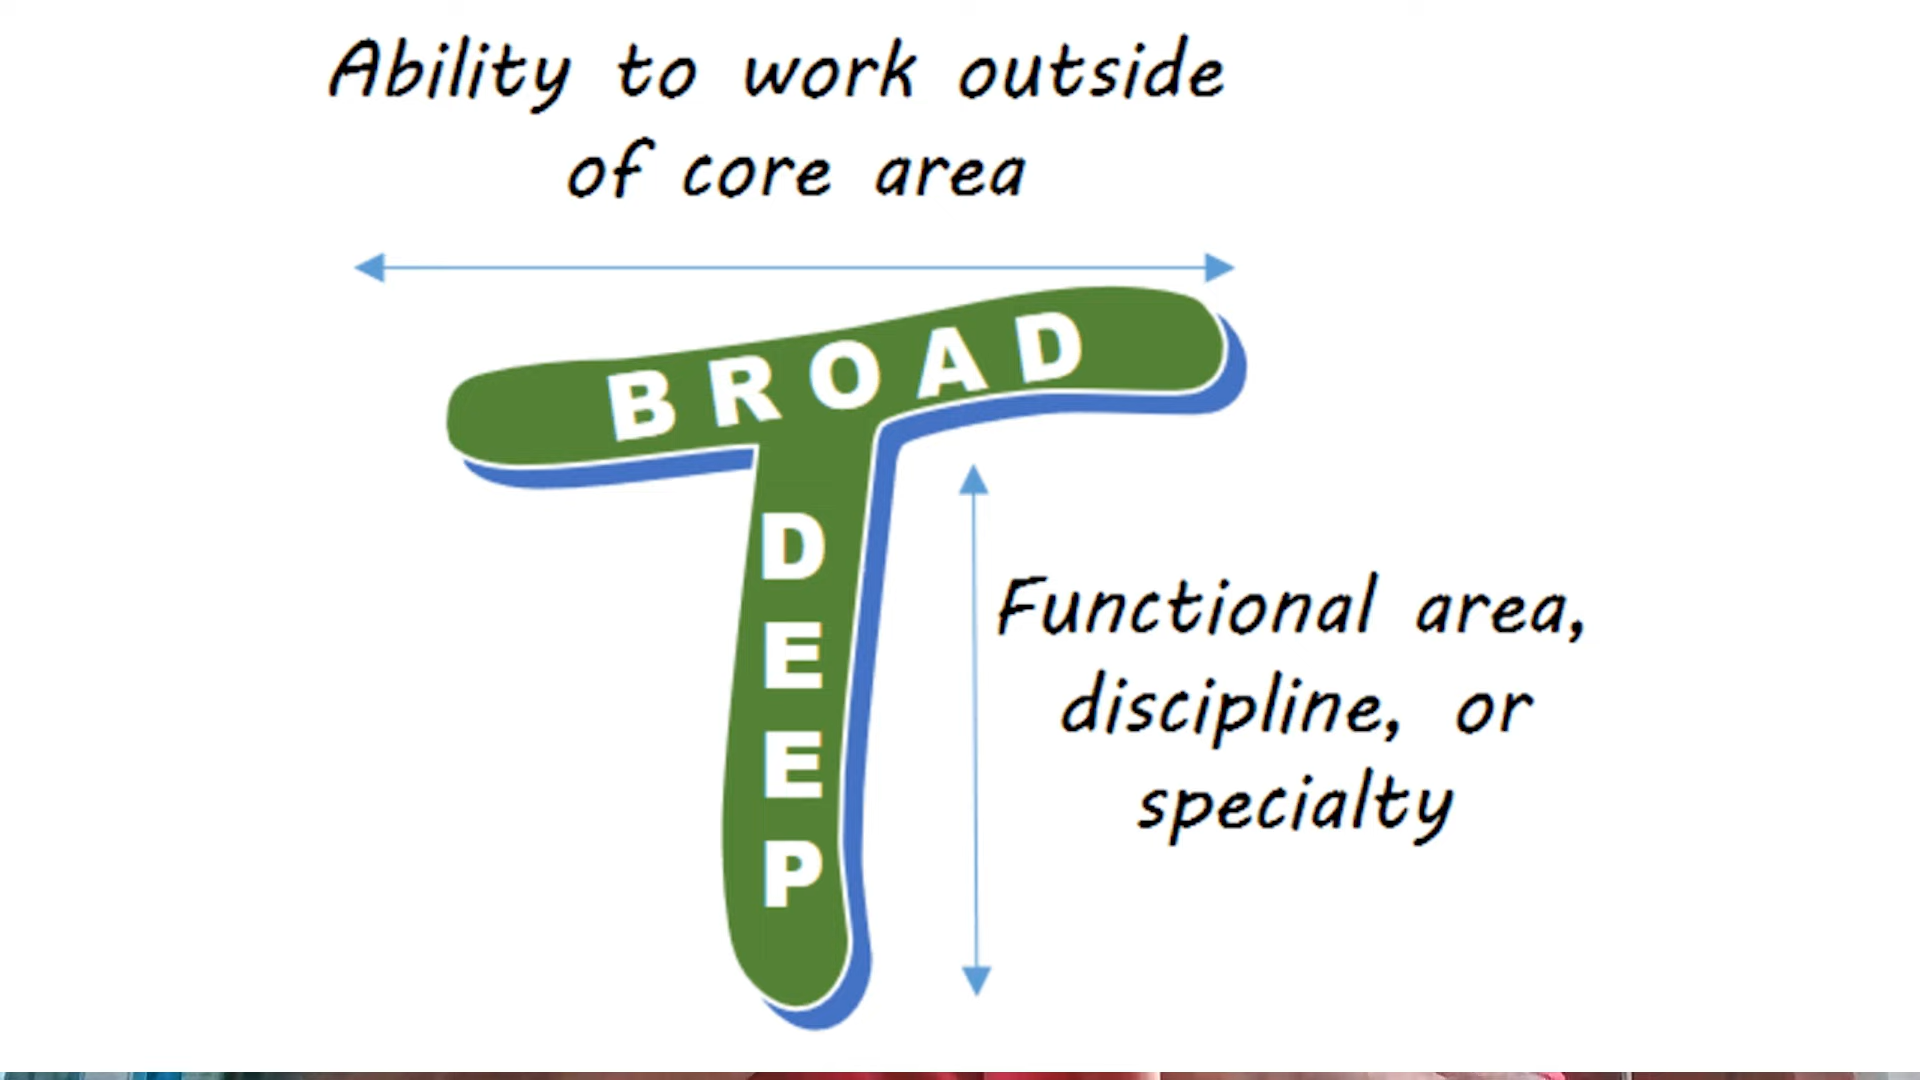 Ability to work outside
of core area
BROAD
DEEP
Functional area,
discipline, or
specialty